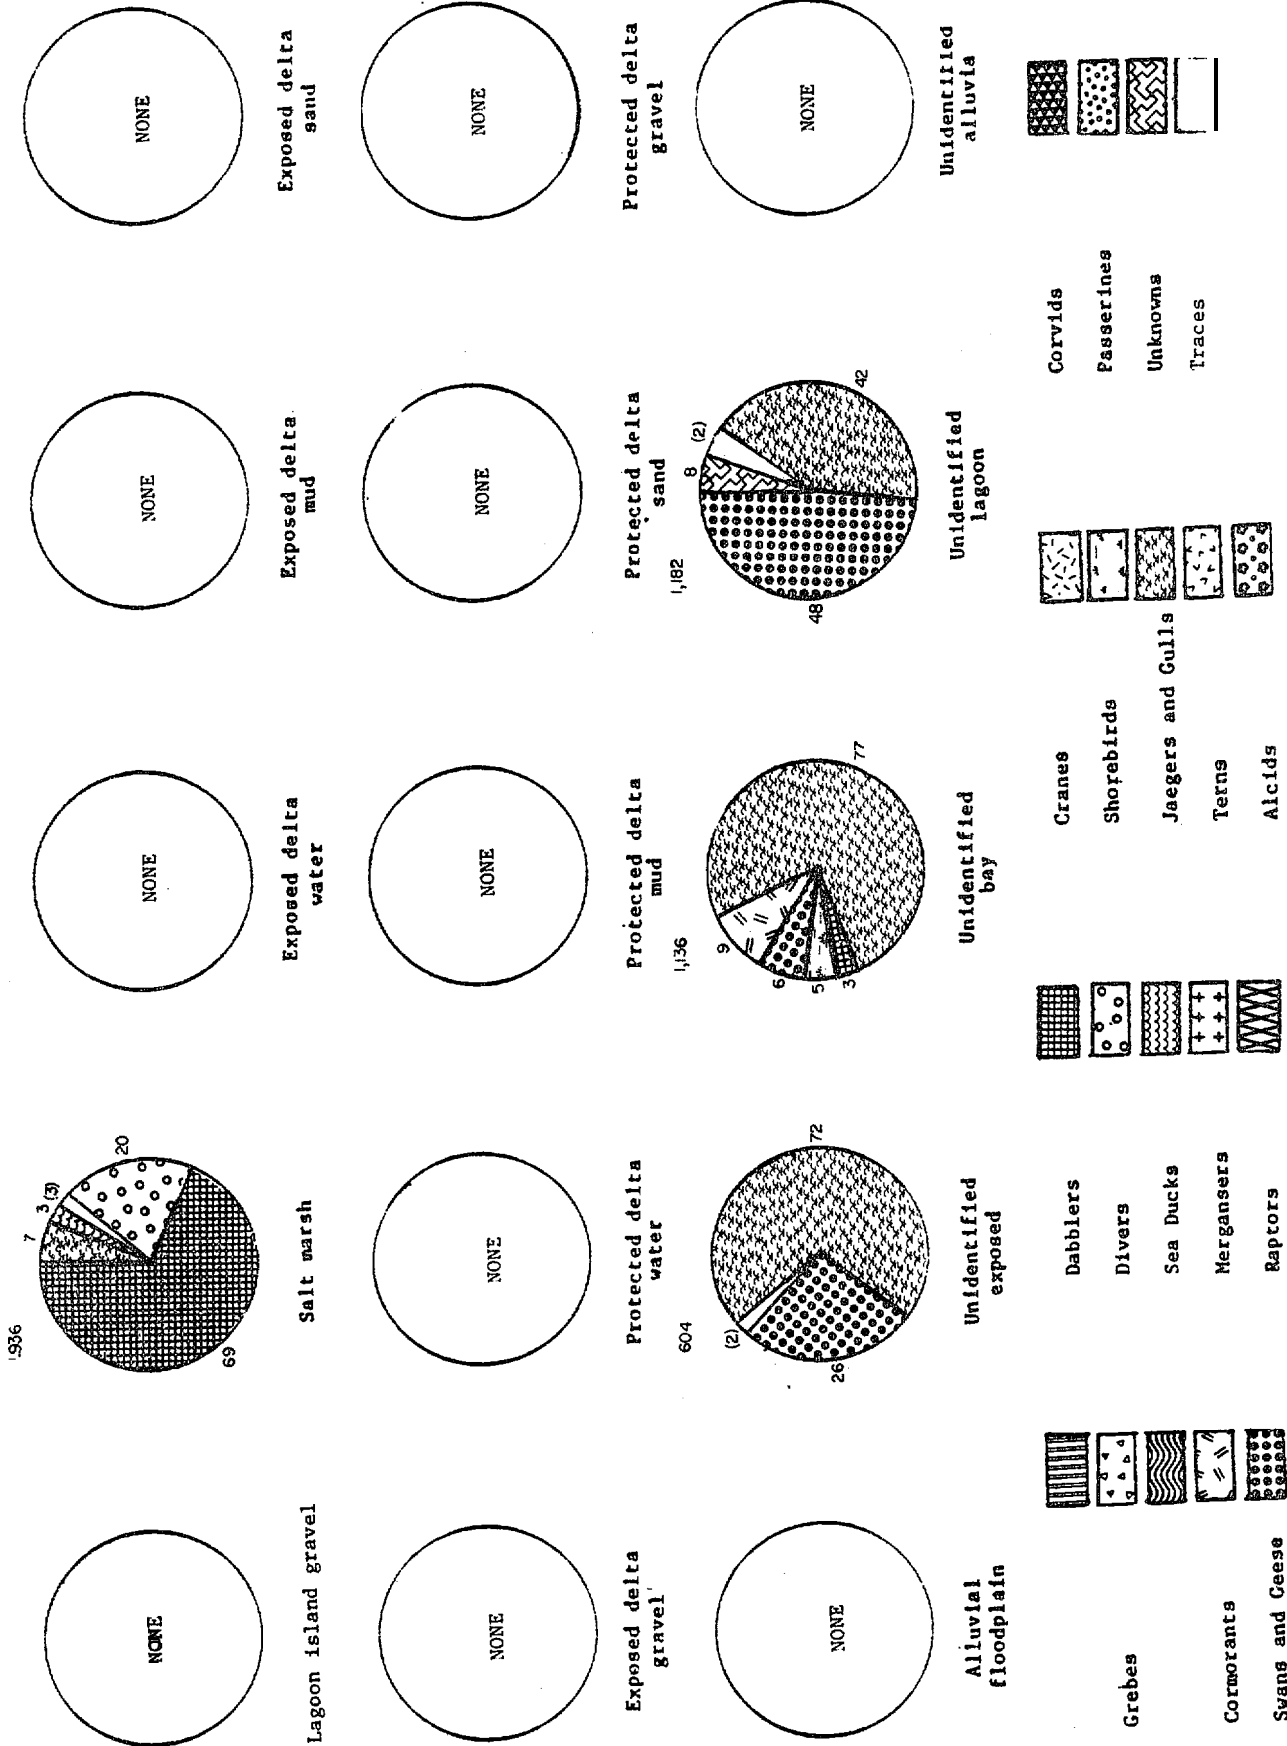 NONE
Lagoon island gravel
1,936
7
3
(3)
20
69
Salt marsh
NONE
Exposed delta
water
NONE
Exposed delta
mud
NONE
Exposed delta
sand
NONE
Exposed delta
gravel
NONE
Protected delta
water
NONE
Protected delta
mud
NONE
Protected delta
sand
NONE
Protected delta
gravel
NONE
Alluvial
floodplain
604
(2)
72
26
Unidentified
exposed
1,136
9
6
5
3
77
Unidentified
bay
1,182
8
(2)
42
48
Unidentified
lagoon
NONE
Unidentified
alluvia
Grebes
Cormorants
Swans and Geese
Dabblers
Divers
Sea Ducks
Mergansers
Raptors
Cranes
Shorebirds
Jaegers and Gulls
Terns
Alcids
Corvids
Passerines
Unknowns
Traces